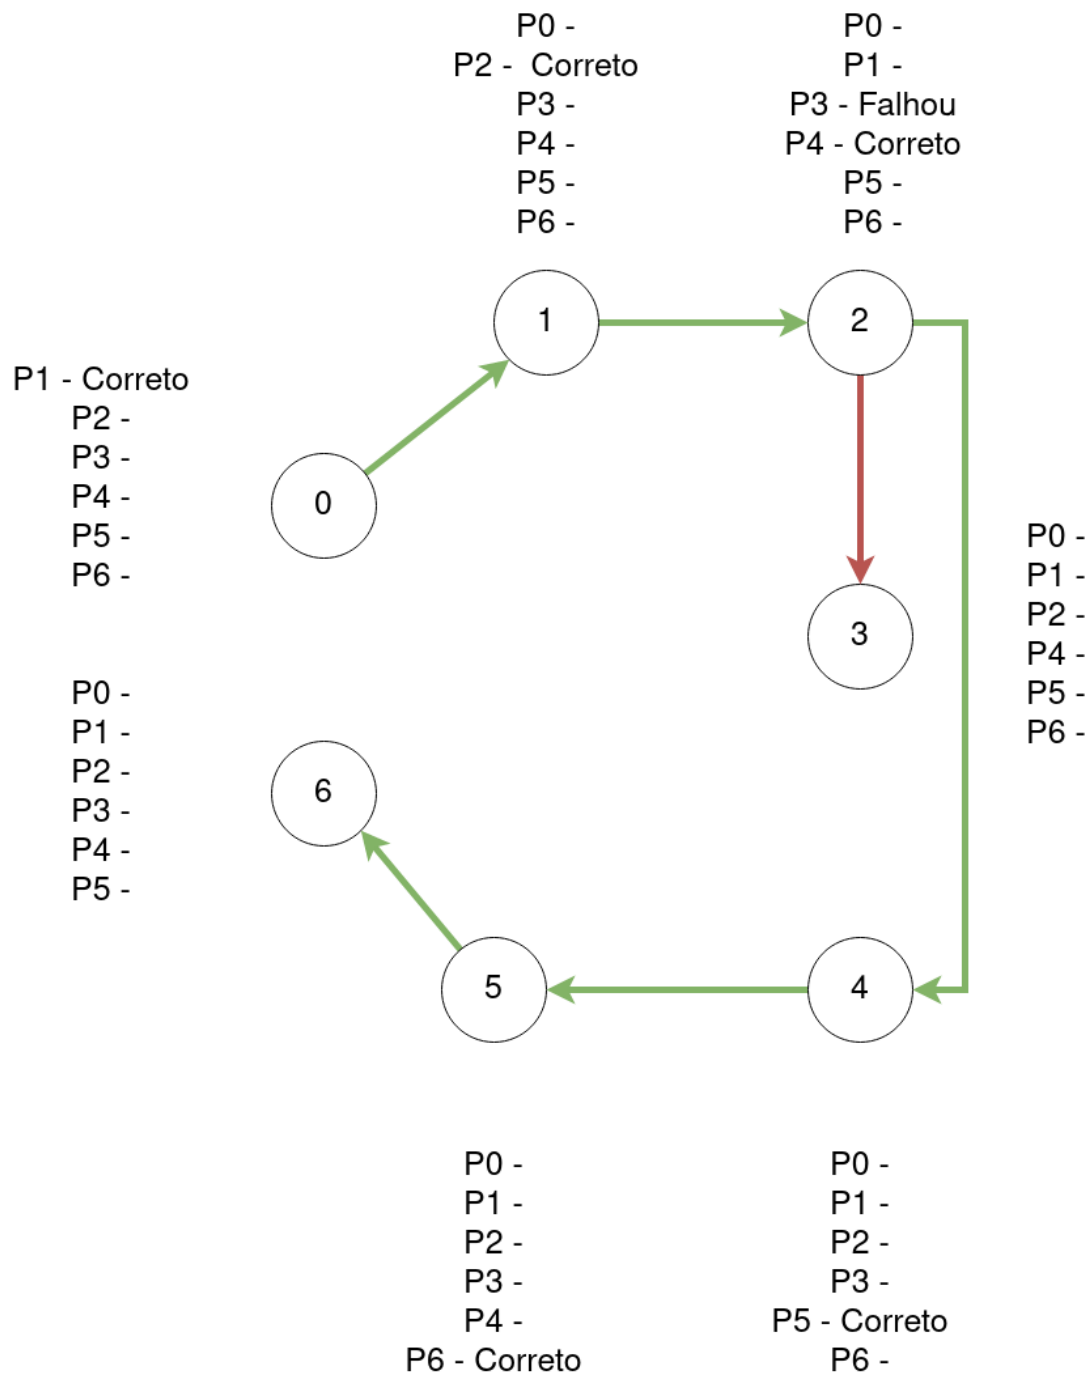 P0 -
P2 - Correto
P3 -
P4 -
P5 -
P6 -
P0 -
P1 -
P3 - Falhou
P4 - Correto
P5 -
P6 -
1
2
P1 - Correto
P2 -
P3 -
P4 -
P5 -
P6 -
0
3
P0 -
P1 -
P2 -
P4 -
P5 -
P6 -
P0 -
P1 -
P2 -
P3 -
P4 -
P5 -
6
5
4
P0 -
P1 -
P2 -
P3 -
P4 -
P6 - Correto
P0 -
P1 -
P2 -
P3 -
P5 - Correto
P6 -